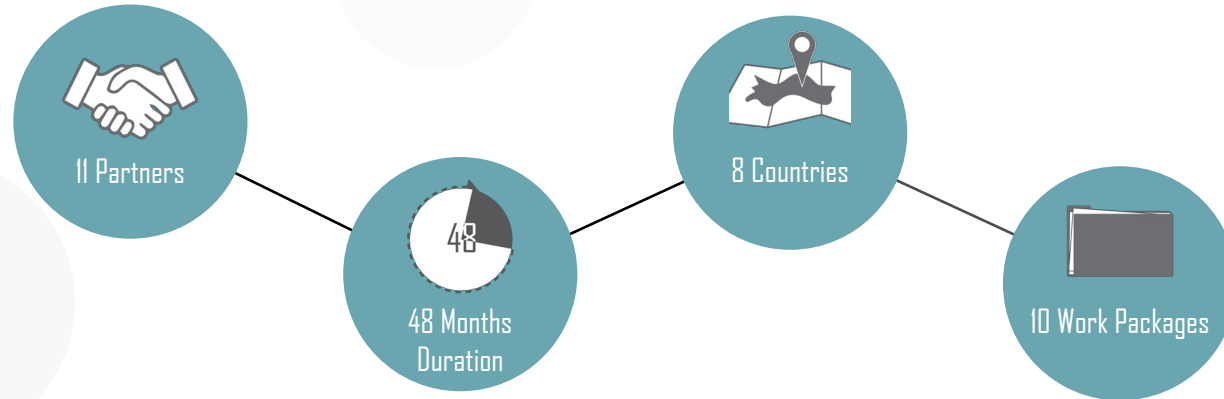 11 Partners
48
48 Months
Duration
8 Countries
10 Work Packages